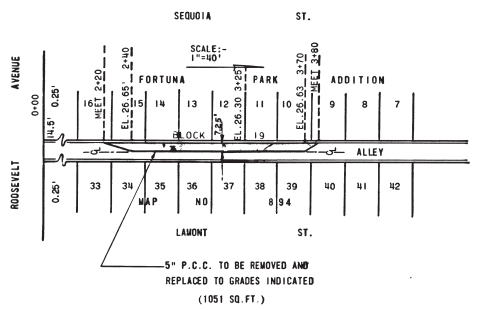 SEQUOIA ST.
SCALE:-
1"=40'
AVENUE
0+00
0.25'
MEET 2+20
EL.26.65' 2+40
EL.26.30 3+25
EL.26.63 3+70
MEET 3+80
FORTUNA PARK ADDITION
16 15 14 13 12 11 10 9 8 7
14.5'
BLOCK 19
7.25'
ALLEY
ROOSEVELT
0.25'
33 34 35 36 37 38 39 40 41 42
MAP NO 894
LAMONT ST.
5" P.C.C. TO BE REMOVED AND
REPLACED TO GRADES INDICATED
(1051 SQ.FT.)